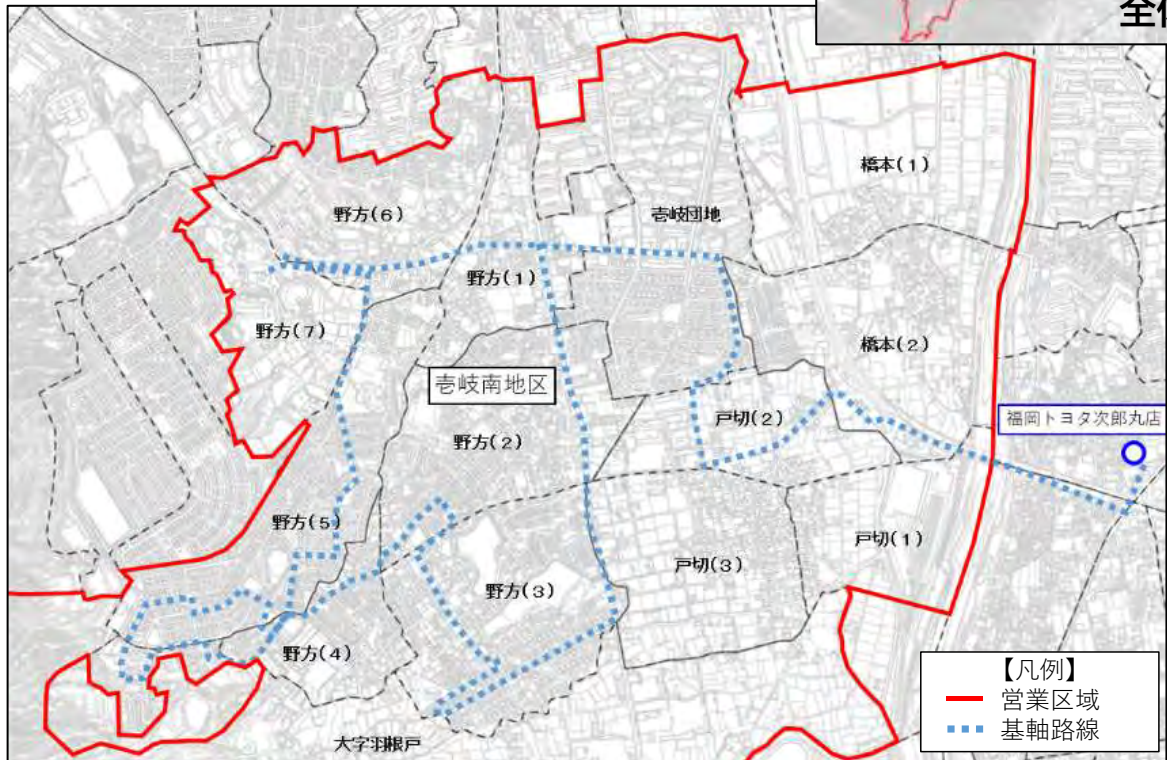 全体
橋本(1)
野方(6)
壱岐団地
野方(1)
野方(7)
橋本(2)
壱岐南地区
福岡トヨタ次郎丸店
戸切(2)
野方(2)
野方(5)
戸切(1)
戸切(3)
野方(3)
野方(4)
大字羽根戸
【凡例】
営業区域
基軸路線